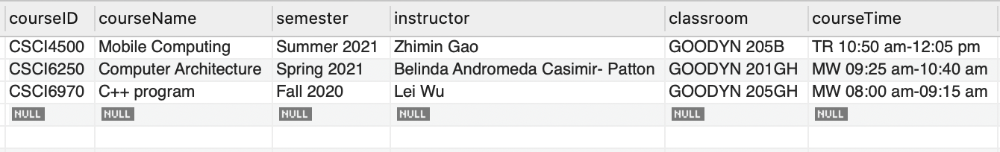 courseID courseName semester instructor classroom courseTime
CSCI4500 Mobile Computing Summer 2021 Zhimin Gao GOODYN 205B TR 10:50 am-12:05 pm
CSCI6250 Computer Architecture Spring 2021 Belinda Andromeda Casimir- Patton GOODYN 201GH MW 09:25 am-10:40 am
CSCI6970 C++ program Fall 2020 Lei Wu GOODYN 205GH MW 08:00 am-09:15 am
NULL NULL NULL NULL NULL NULL